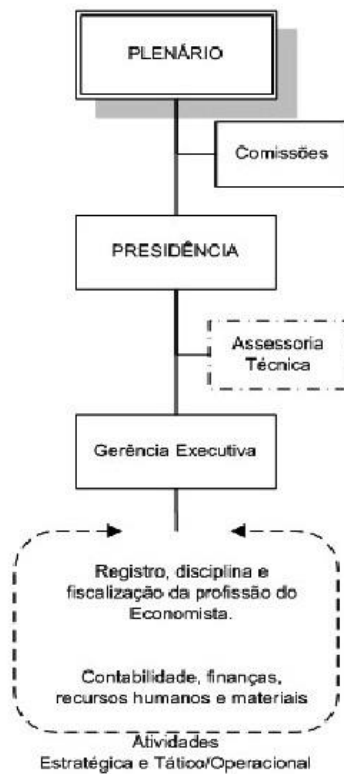 PLENÁRIO
Comissões
PRESIDÊNCIA
Assessoria
Técnica
Gerência Executiva
Registro, disciplina e
fiscalização da profissão do
Economista.
Contabilidade, finanças,
recursos humanos e materiais
Atividades
Estratégica e Tático/Operacional